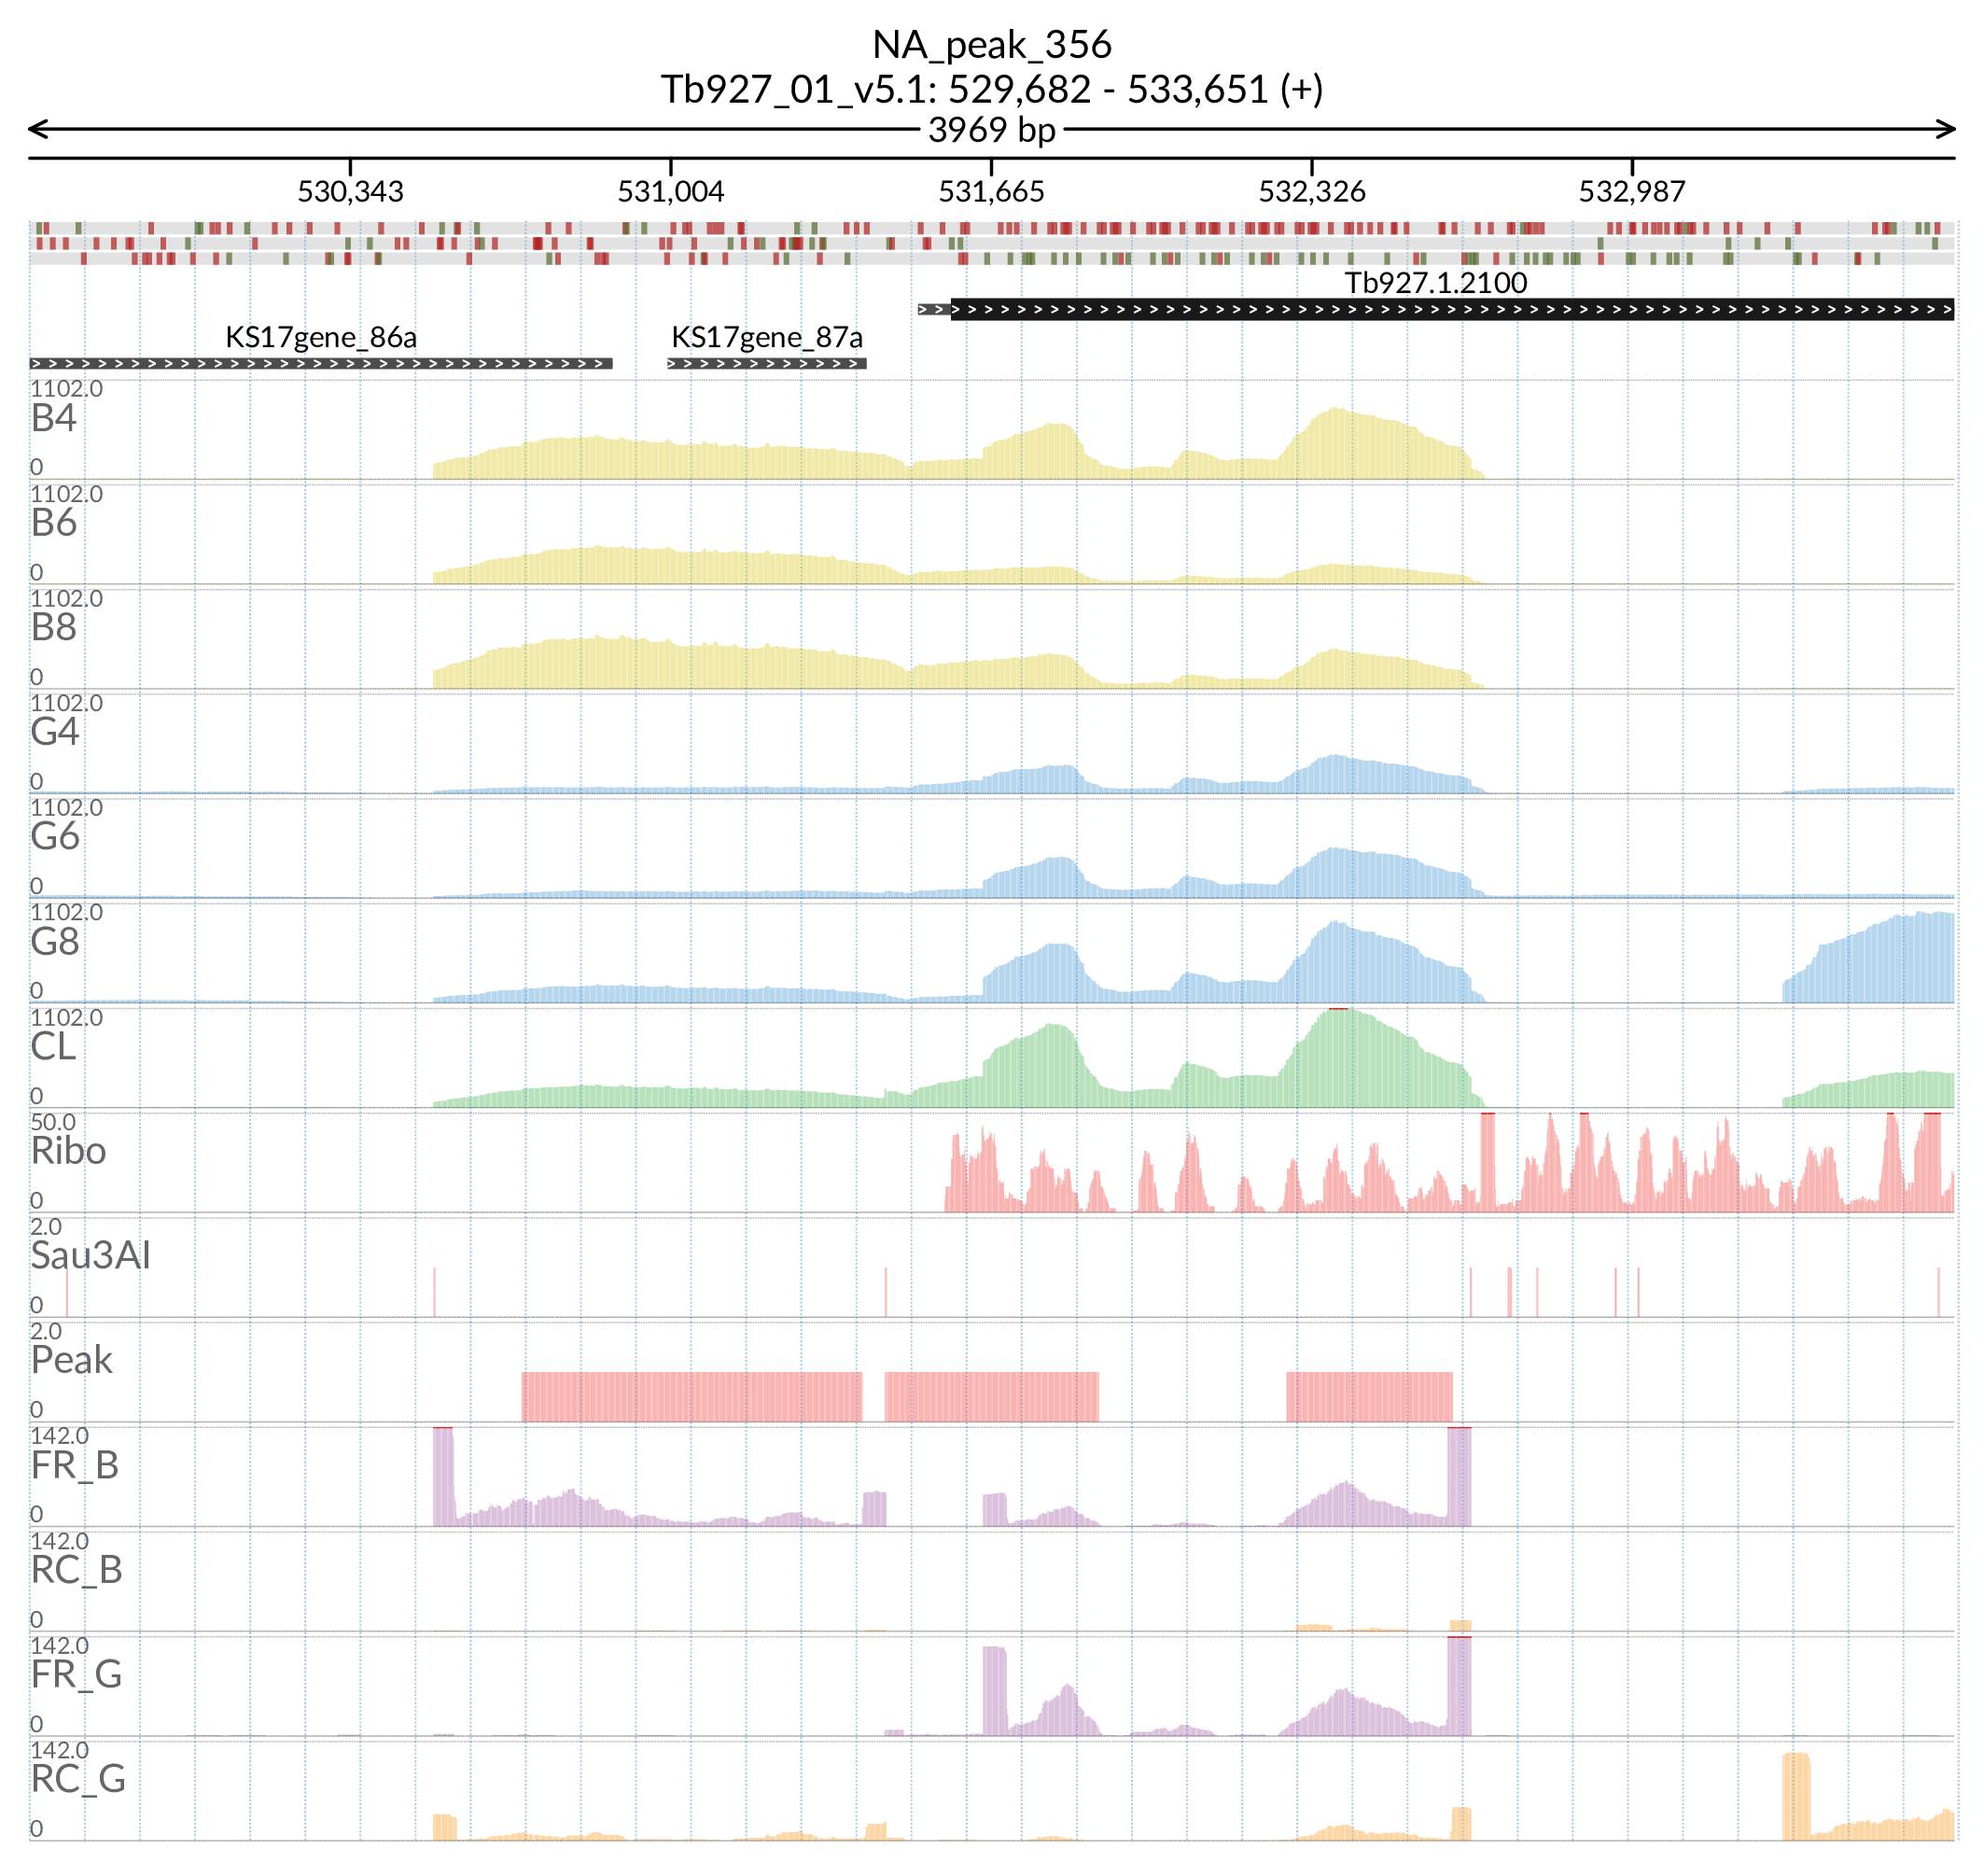 NA_peak_356
Tb927_01_v5.1: 529,682 - 533,651 (+)
3969 bp
530,343 531,004 531,665 532,326 532,987
Tb927.1.2100
KS17gene_86a KS17gene_87a
1102.0
B4
0
1102.0
B6
0
1102.0
B8
0
1102.0
G4
0
1102.0
G6
0
1102.0
G8
0
1102.0
CL
0
50.0
Ribo
0
2.0
Sau3AI
0
2.0
Peak
0
142.0
FR_B
0
142.0
RC_B
0
142.0
FR_G
0
142.0
RC_G
0